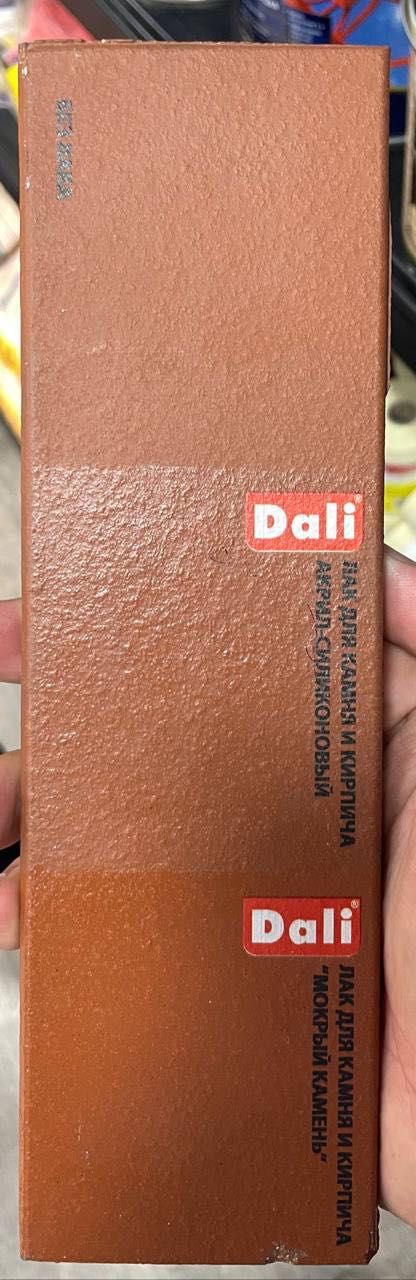 БЕЗ ЛАКА
Dali®
ЛАК ДЛЯ КАМНЯ И КИРПИЧА
АКРИЛ-СИЛИКОНОВЫЙ
Dali®
ЛАК ДЛЯ КАМНЯ И КИРПИЧА
"МОКРЫЙ КАМЕНЬ"